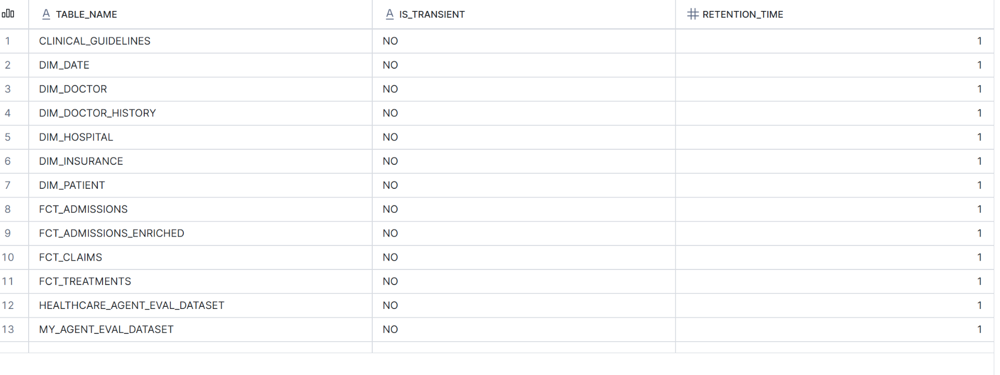 A TABLE_NAME A IS_TRANSIENT # RETENTION_TIME
1 CLINICAL_GUIDELINES NO 1
2 DIM_DATE NO 1
3 DIM_DOCTOR NO 1
4 DIM_DOCTOR_HISTORY NO 1
5 DIM_HOSPITAL NO 1
6 DIM_INSURANCE NO 1
7 DIM_PATIENT NO 1
8 FCT_ADMISSIONS NO 1
9 FCT_ADMISSIONS_ENRICHED NO 1
10 FCT_CLAIMS NO 1
11 FCT_TREATMENTS NO 1
12 HEALTHCARE_AGENT_EVAL_DATASET NO 1
13 MY_AGENT_EVAL_DATASET NO 1